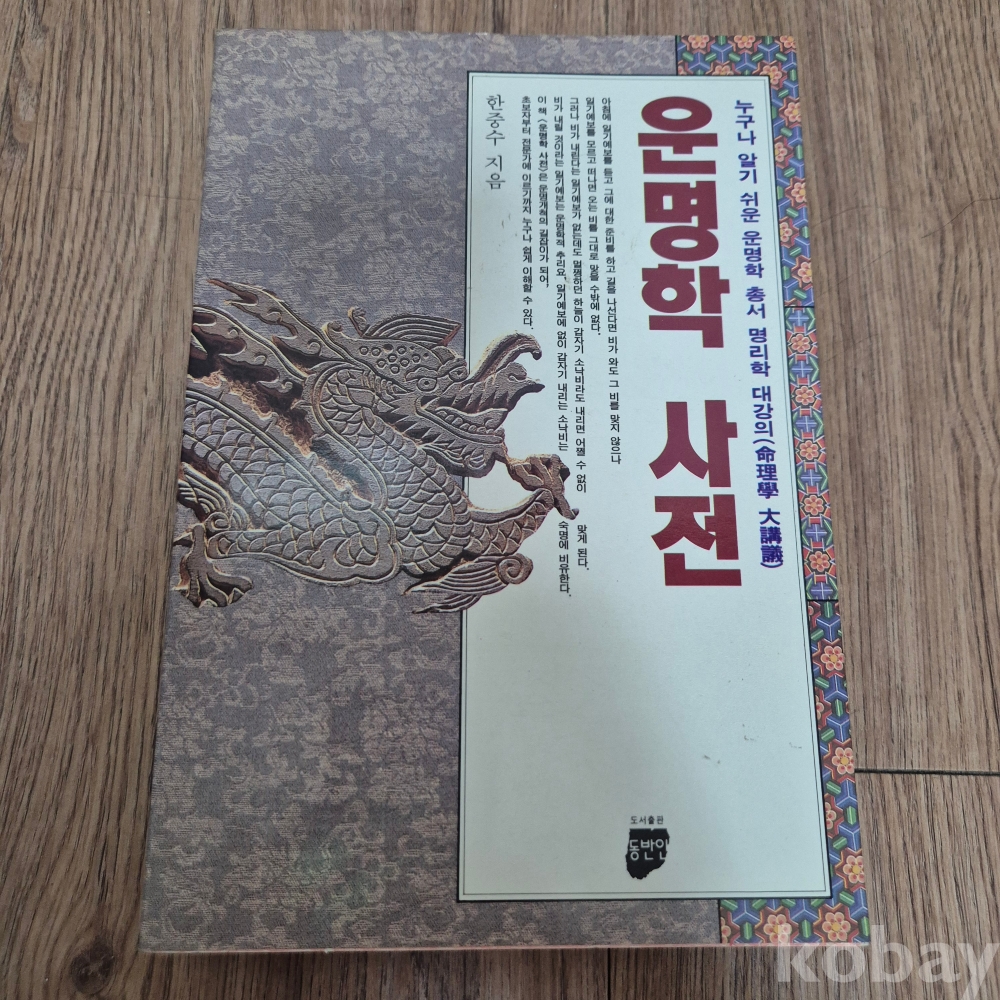 누구나 알기 쉬운 운명학 총서 명리학 대강의(命理學 大講議)
운명학 사전
아침에 일기예보를 듣고 그에 대한 준비를 하고 길을 나선다면 비가 와도 그 비를 맞지 않으나
일기예보를 모르고 떠나면 오는 비를 그대로 맞을 수밖에 없다.
그러나 비가 내린다는 일기예보가 없는데도 멀쩡하던 하늘이 갑자기 소낙비라도 내리면 어쩔 수 없이 맞게 된다.
비가 내릴 것이라는 일기예보는 운명학적 추리요, 일기예보에 없이 갑자기 내리는 소낙비는 숙명에 비유한다.
이 책 <운명학 사전>은 운명개척의 길잡이가 되어,
초보자부터 전문가에 이르기까지 누구나 쉽게 이해할 수 있다.
한중수 지음
도서출판
동반인
kobay